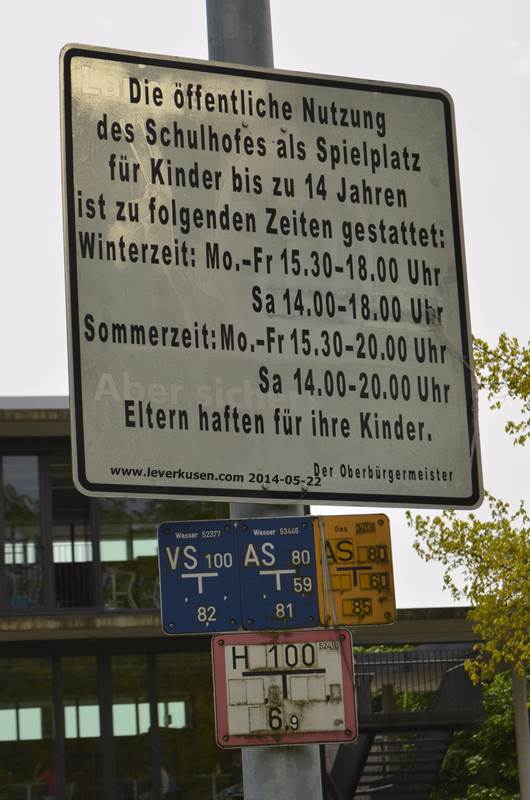 Die öffentliche Nutzung
des Schulhofes als Spielplatz
für Kinder bis zu 14 Jahren
ist zu folgenden Zeiten gestattet:
Winterzeit: Mo.-Fr 15.30-18.00 Uhr
Sa 14.00-18.00 Uhr
Sommerzeit: Mo.-Fr 15.30-20.00 Uhr
Sa 14.00-20.00 Uhr
Aber sicher
Eltern haften für ihre Kinder.
www.leverkusen.com 2014-05-22
Der Oberbürgermeister
Wasser 52377
VS 100
82,
Wasser 53446
AS 80
59
81
Gas
AS 80
60
85
H 100
6,9